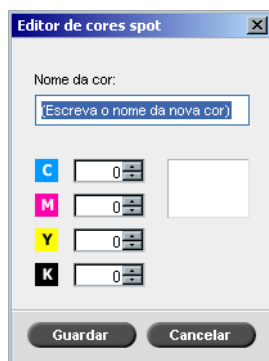 Editor de cores spot
Nome da cor:
(Escreva o nome da nova cor)
C 0
M 0
Y 0
K 0
Guardar Cancelar